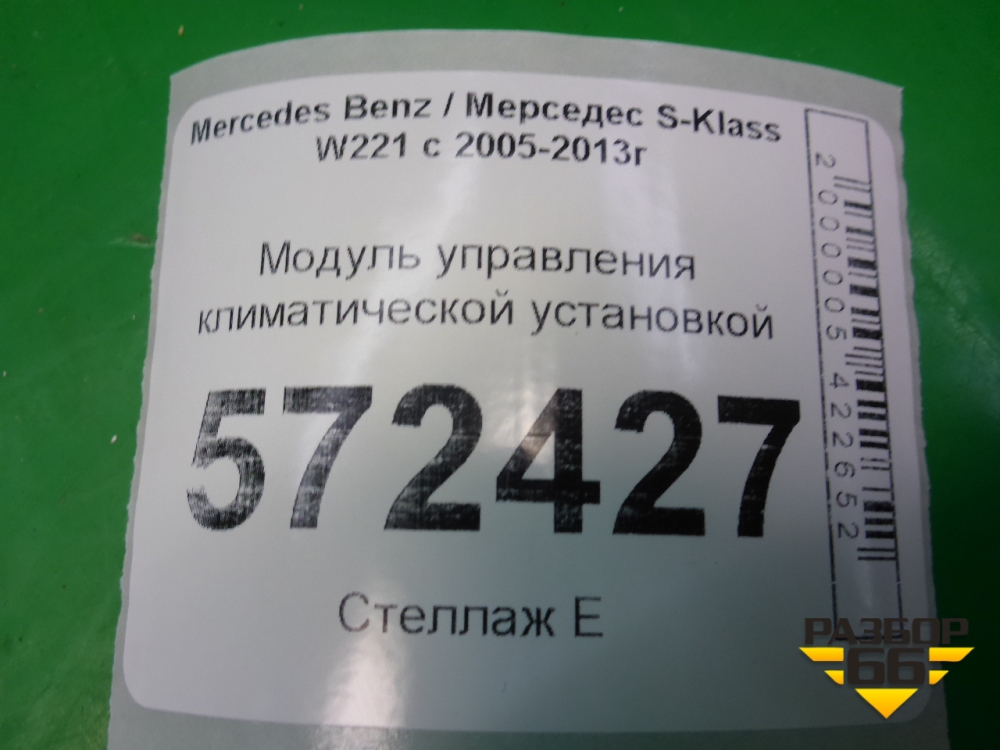 Mercedes Benz / Мерседес S-Klass
W221 с 2005-2013г
Модуль управления
климатической установкой
572427
Стеллаж Е
2000005422652
РАЗБОР
66